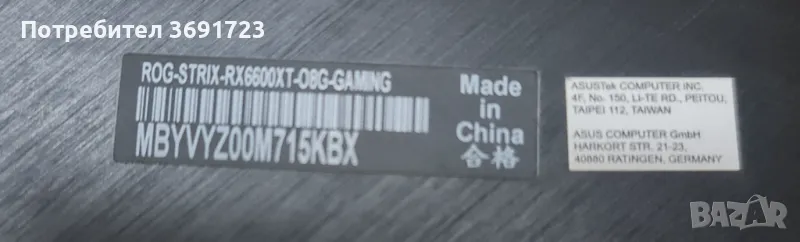 Потребител 3691723
ROG-STRIX-RX6600XT-O8G-GAMING
MBYVYZ00M715KBX
Made
in
China
合格
ASUSTek COMPUTER INC.
4F, No. 150, LI-TE RD., PEITOU,
TAIPEI 112, TAIWAN
ASUS COMPUTER GmbH
HARKORT STR. 21-23,
40880 RATINGEN, GERMANY
BAZAR